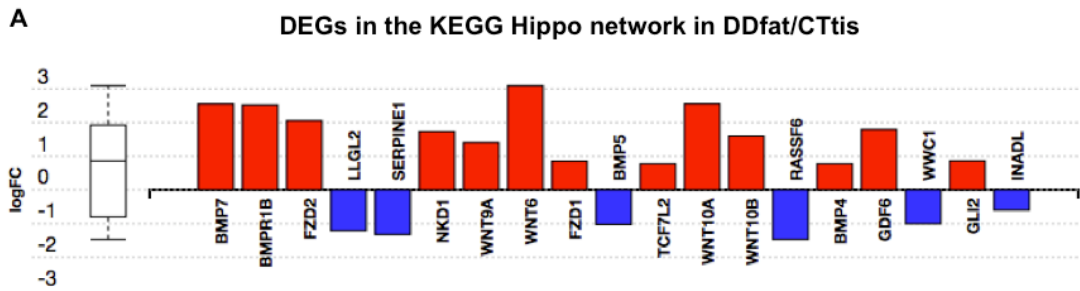 A
DEGs in the KEGG Hippo network in DDfat/CTtis
logFC
3
2
1
0
-1
-2
-3
BMP7
BMPR1B
FZD2
LLGL2
SERPINE1
NKD1
WNT9A
WNT6
FZD1
BMP5
TCF7L2
WNT10A
WNT10B
RASSF6
BMP4
GDF6
WWC1
GLI2
INADL